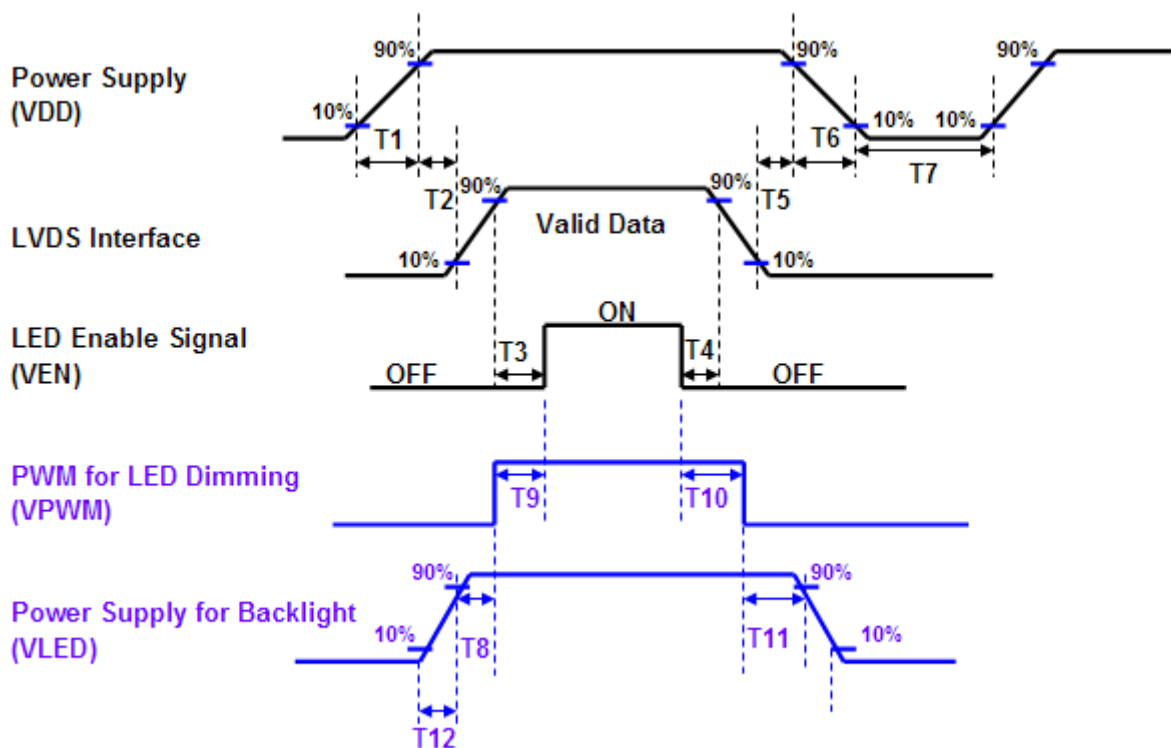 90% 90% 90%
Power Supply
(VDD)
10% T1 T6 10% 10%
T7
T2 90% 90% T5
Valid Data
LVDS Interface
10% 10%
ON
LED Enable Signal
(VEN)
T3 T4
OFF OFF
PWM for LED Dimming
(VPWM)
T9 T10
90% 90%
Power Supply for Backlight
(VLED)
10% T8 T11 10%
T12